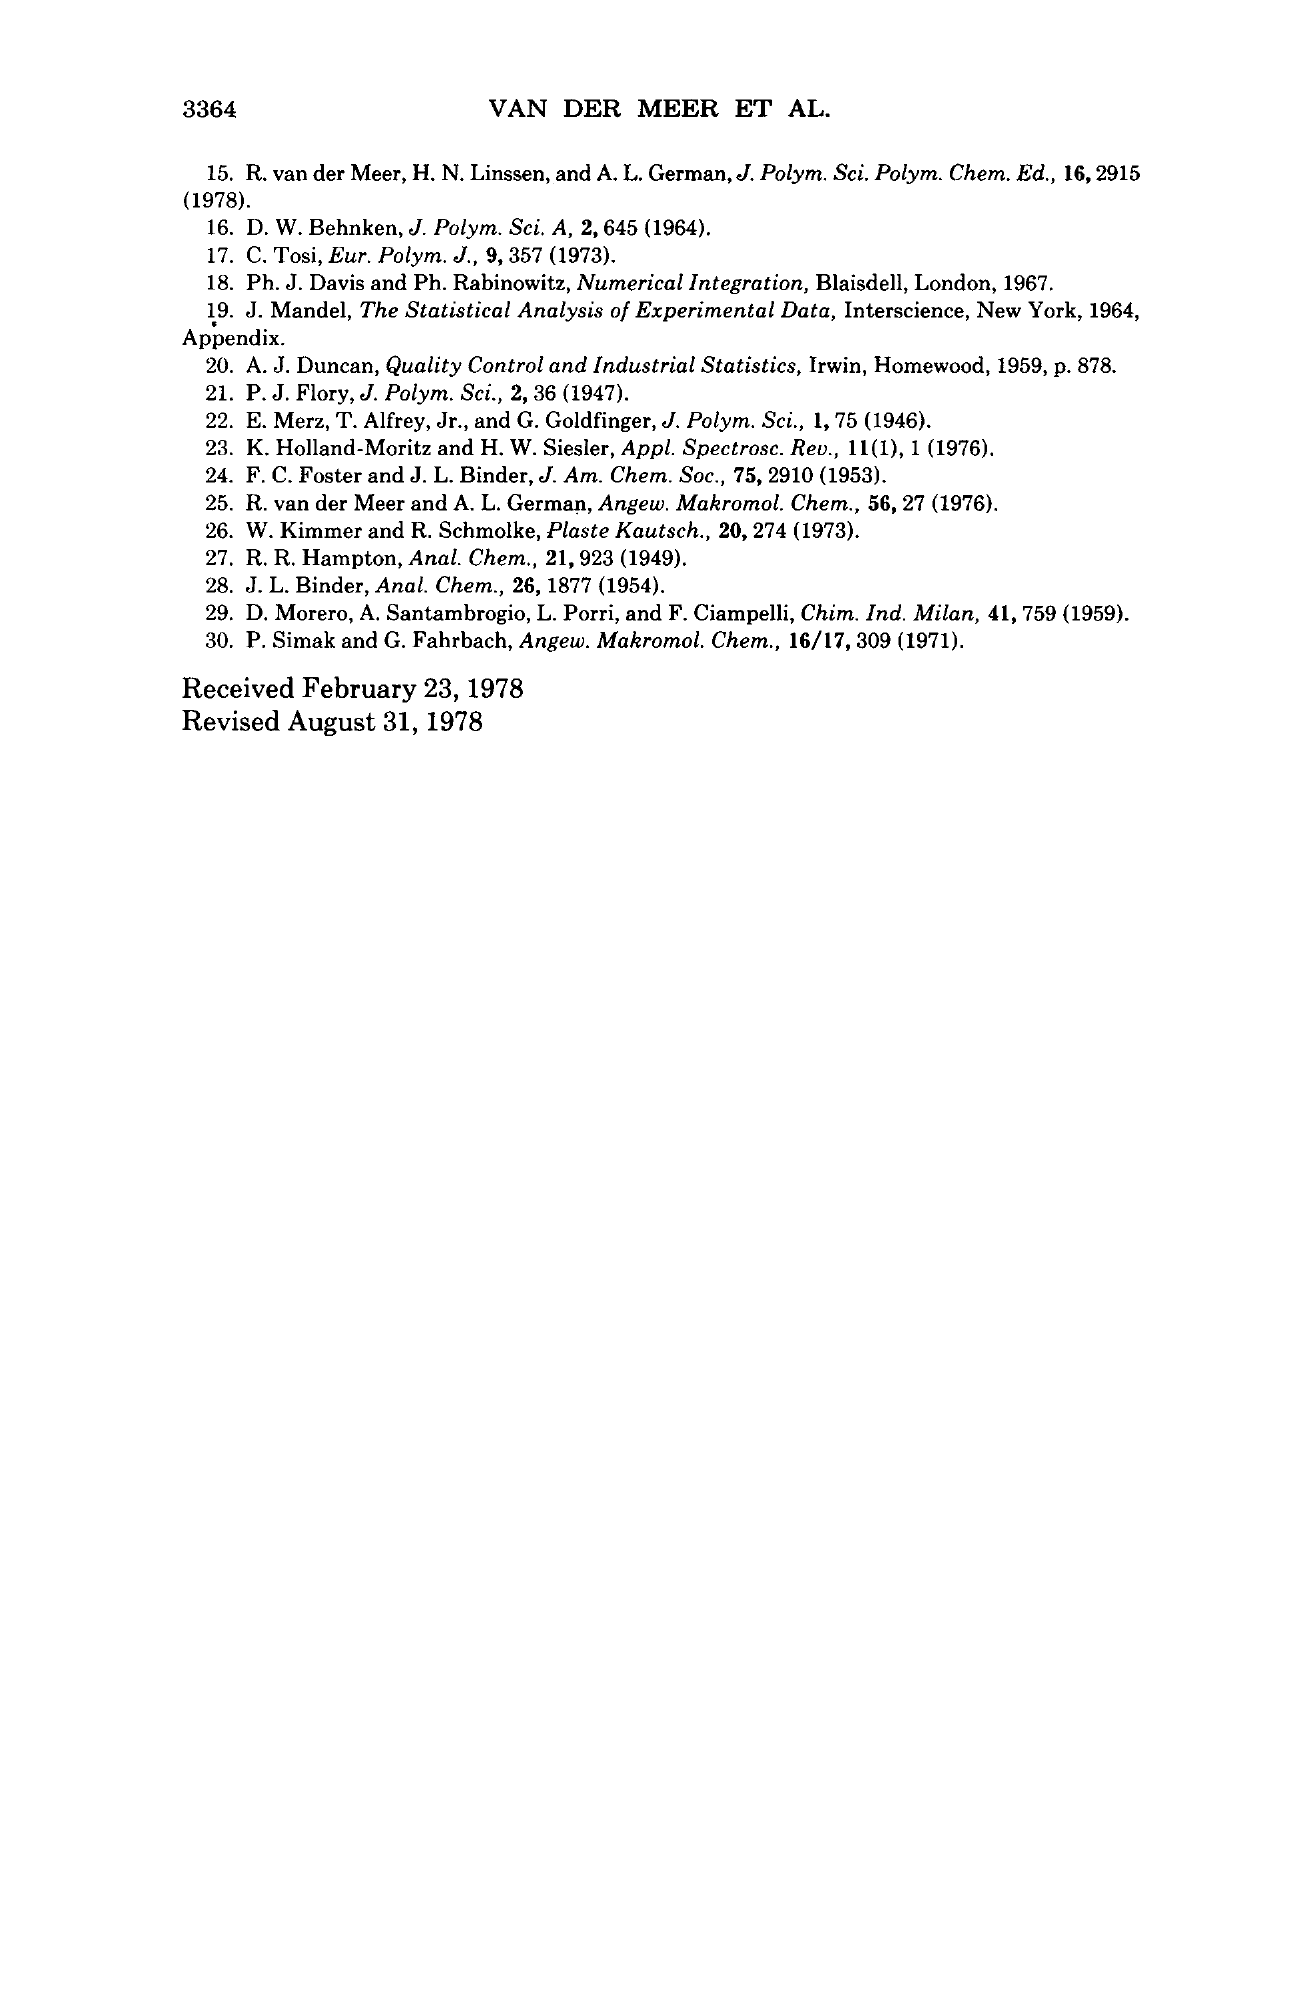 3364 VAN DER MEER ET AL.
15. R. van der Meer, H. N. Linssen, and A. L. German, J. Polym. Sci. Polym. Chem. Ed., 16, 2915
(1978).
16. D. W. Behnken, J. Polym. Sci. A, 2, 645 (1964).
17. C. Tosi, Eur. Polym. J., 9, 357 (1973).
18. Ph. J. Davis and Ph. Rabinowitz, Numerical Integration, Blaisdell, London, 1967.
19. J. Mandel, The Statistical Analysis of Experimental Data, Interscience, New York, 1964,
Appendix.
20. A. J. Duncan, Quality Control and Industrial Statistics, Irwin, Homewood, 1959, p. 878.
21. P. J. Flory, J. Polym. Sci., 2, 36 (1947).
22. E. Merz, T. Alfrey, Jr., and G. Goldfinger, J. Polym. Sci., 1, 75 (1946).
23. K. Holland-Moritz and H. W. Siesler, Appl. Spectrosc. Rev., 11(1), 1 (1976).
24. F. C. Foster and J. L. Binder, J. Am. Chem. Soc., 75, 2910 (1953).
25. R. van der Meer and A. L. German, Angew. Makromol. Chem., 56, 27 (1976).
26. W. Kimmer and R. Schmolke, Plaste Kautsch., 20, 274 (1973).
27. R. R. Hampton, Anal. Chem., 21, 923 (1949).
28. J. L. Binder, Anal. Chem., 26, 1877 (1954).
29. D. Morero, A. Santambrogio, L. Porri, and F. Ciampelli, Chim. Ind. Milan, 41, 759 (1959).
30. P. Simak and G. Fahrbach, Angew. Makromol. Chem., 16/17, 309 (1971).
Received February 23, 1978
Revised August 31, 1978